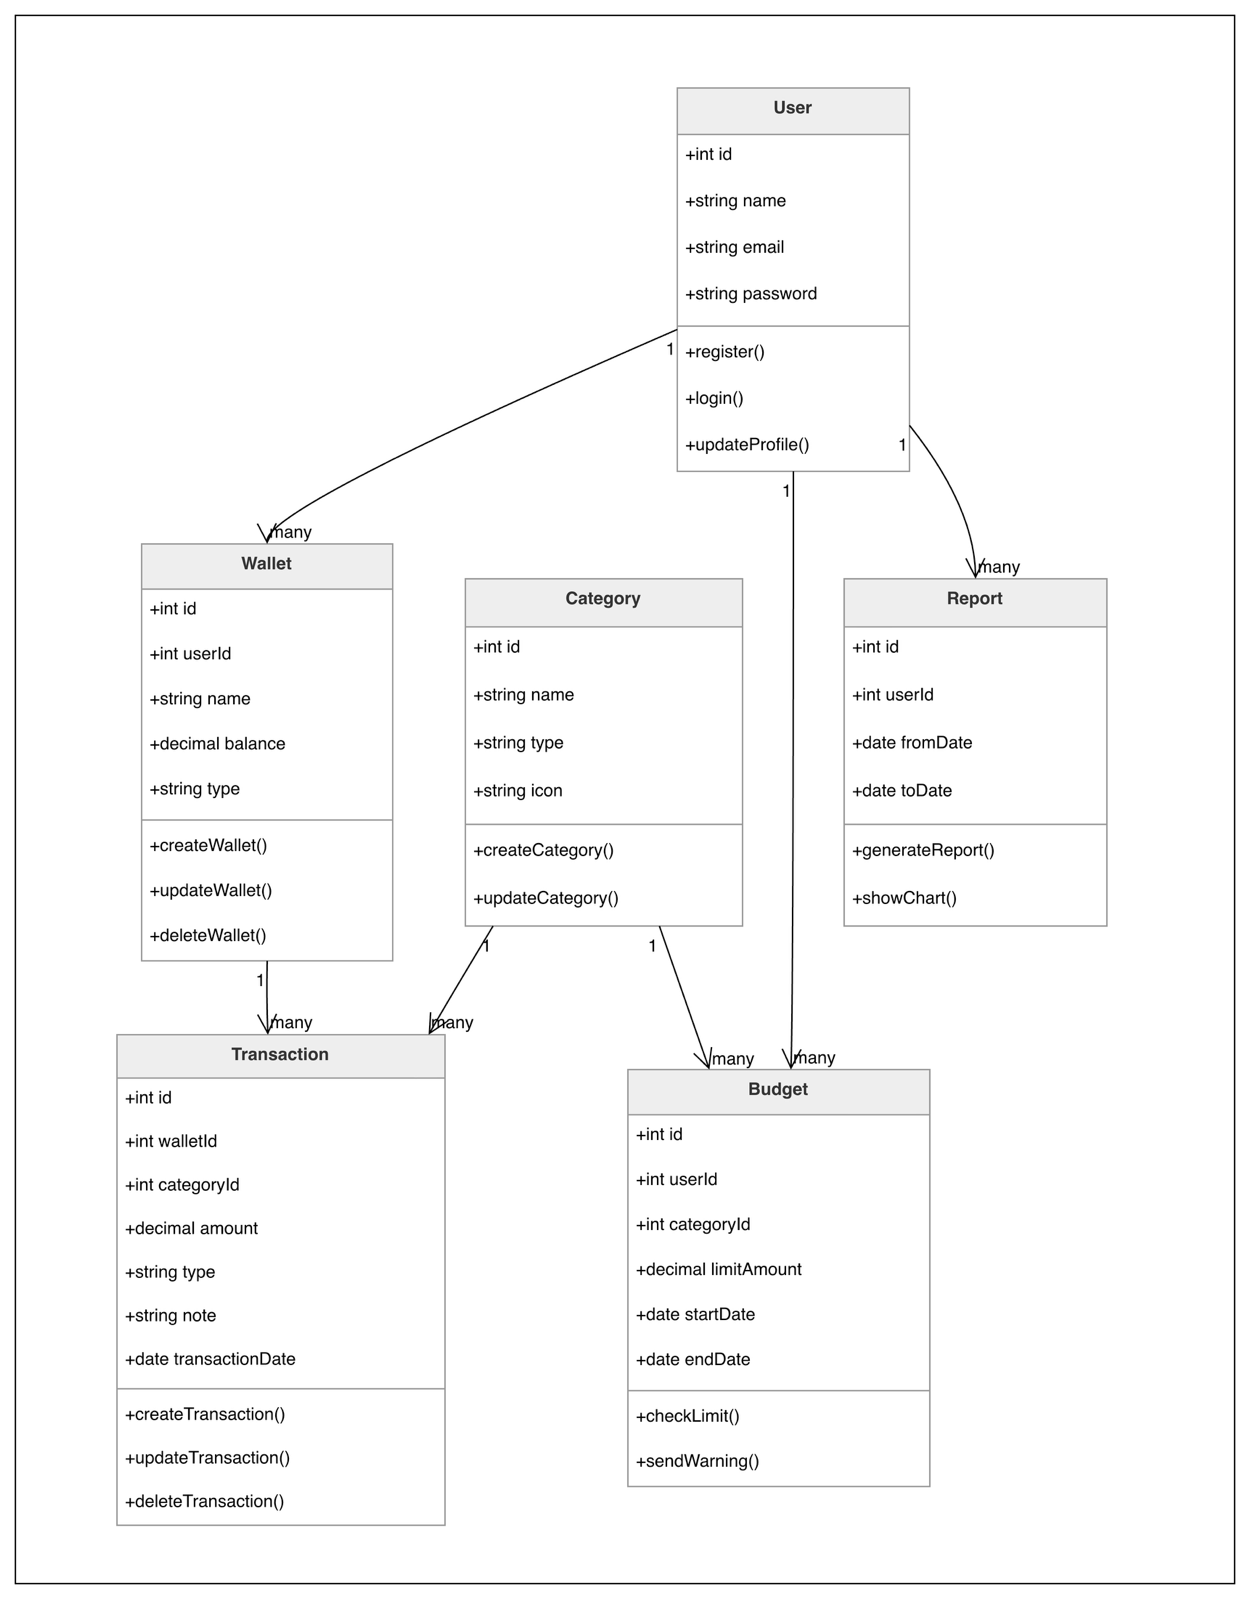 User
+int id
+string name
+string email
+string password
+register()
+login()
+updateProfile()
1
1
1
many
Wallet
+int id
+int userId
+string name
+decimal balance
+string type
+createWallet()
+updateWallet()
+deleteWallet()
1
Category
+int id
+string name
+string type
+string icon
+createCategory()
+updateCategory()
1
1
many
Report
+int id
+int userId
+date fromDate
+date toDate
+generateReport()
+showChart()
many
many
Transaction
+int id
+int walletId
+int categoryId
+decimal amount
+string type
+string note
+date transactionDate
+createTransaction()
+updateTransaction()
+deleteTransaction()
many
many
Budget
+int id
+int userId
+int categoryId
+decimal limitAmount
+date startDate
+date endDate
+checkLimit()
+sendWarning()